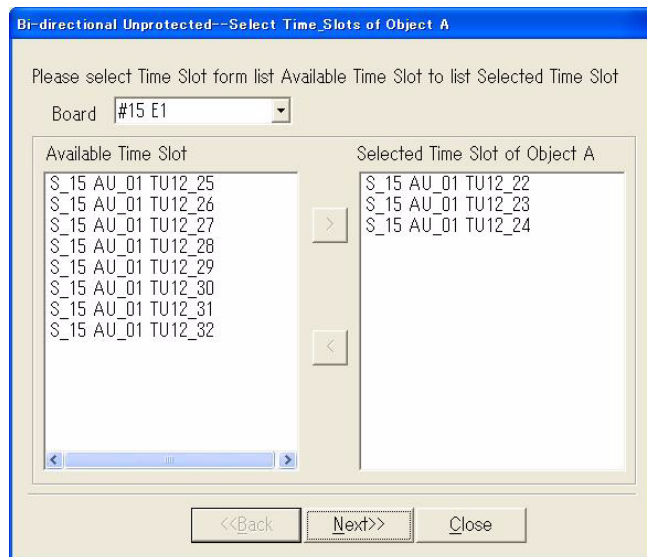 Bi-directional Unprotected--Select Time_Slots of Object A
Please select Time Slot form list Available Time Slot to list Selected Time Slot
Board #15 E1
Available Time Slot
S_15 AU_01 TU12_25
S_15 AU_01 TU12_26
S_15 AU_01 TU12_27
S_15 AU_01 TU12_28
S_15 AU_01 TU12_29
S_15 AU_01 TU12_30
S_15 AU_01 TU12_31
S_15 AU_01 TU12_32
>
<
Selected Time Slot of Object A
S_15 AU_01 TU12_22
S_15 AU_01 TU12_23
S_15 AU_01 TU12_24
<<Back Next>> Close